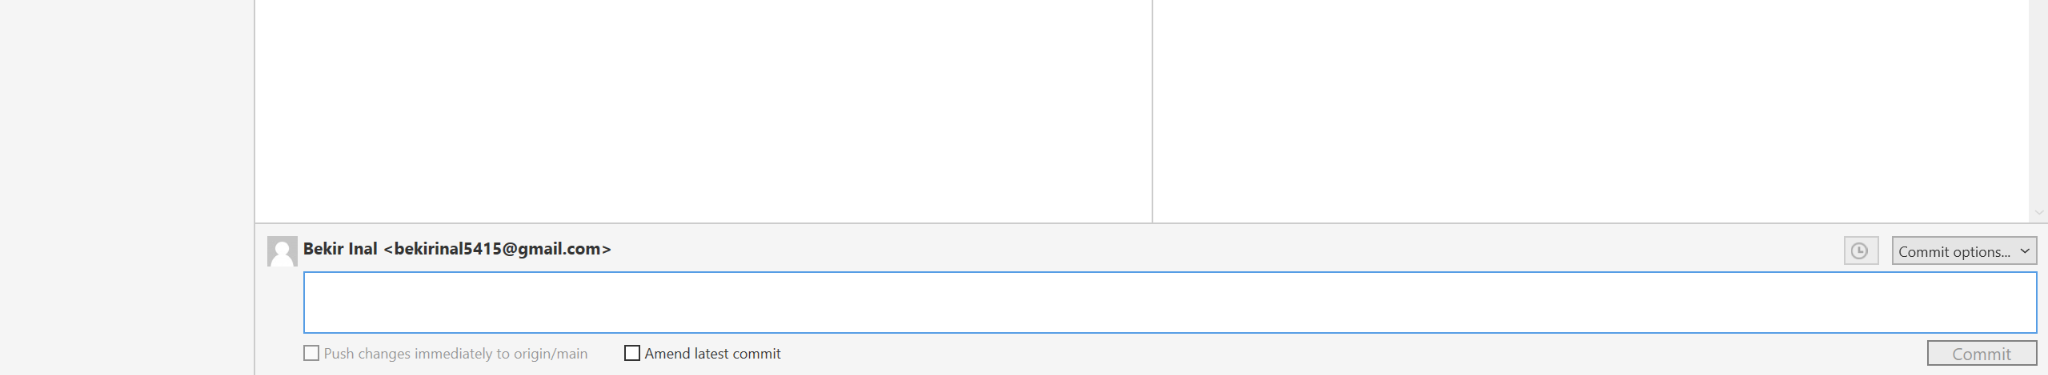 Bekir Inal <bekirinal5415@gmail.com>
Commit options...
Push changes immediately to origin/main
Amend latest commit
Commit